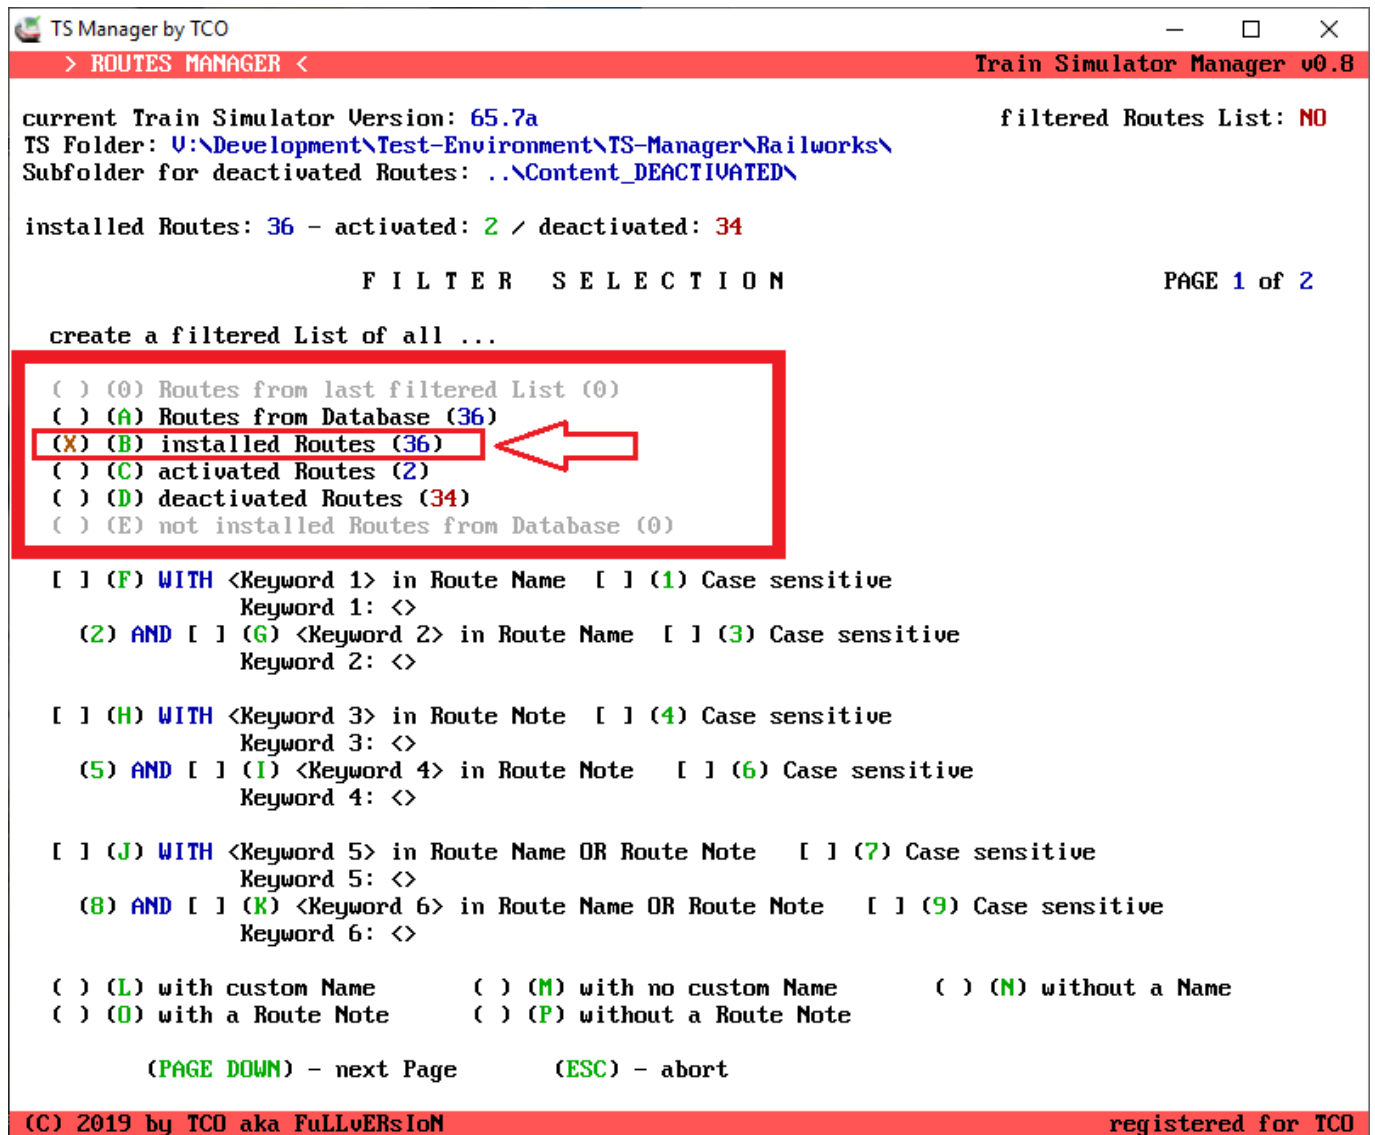 TS Manager by TCO
> ROUTES MANAGER < Train Simulator Manager v0.8
current Train Simulator Version: 65.7a filtered Routes List: NO
TS Folder: V:\Development\Test-Environment\TS-Manager\Railworks\
Subfolder for deactivated Routes: ..\Content_DEACTIVATED\
installed Routes: 36 - activated: 2 / deactivated: 34
F I L T E R   S E L E C T I O N PAGE 1 of 2
create a filtered List of all ...
( ) (0) Routes from last filtered List (0)
( ) (A) Routes from Database (36)
(X) (B) installed Routes (36)
( ) (C) activated Routes (2)
( ) (D) deactivated Routes (34)
( ) (E) not installed Routes from Database (0)
[ ] (F) WITH <Keyword 1> in Route Name [ ] (1) Case sensitive
Keyword 1: <>
(2) AND [ ] (G) <Keyword 2> in Route Name [ ] (3) Case sensitive
Keyword 2: <>
[ ] (H) WITH <Keyword 3> in Route Note [ ] (4) Case sensitive
Keyword 3: <>
(5) AND [ ] (I) <Keyword 4> in Route Note [ ] (6) Case sensitive
Keyword 4: <>
[ ] (J) WITH <Keyword 5> in Route Name OR Route Note [ ] (7) Case sensitive
Keyword 5: <>
(8) AND [ ] (K) <Keyword 6> in Route Name OR Route Note [ ] (9) Case sensitive
Keyword 6: <>
( ) (L) with custom Name ( ) (M) with no custom Name ( ) (N) without a Name
( ) (O) with a Route Note ( ) (P) without a Route Note
(PAGE DOWN) - next Page (ESC) - abort
(C) 2019 by TCO aka FuLLvERsIoN registered for TCO